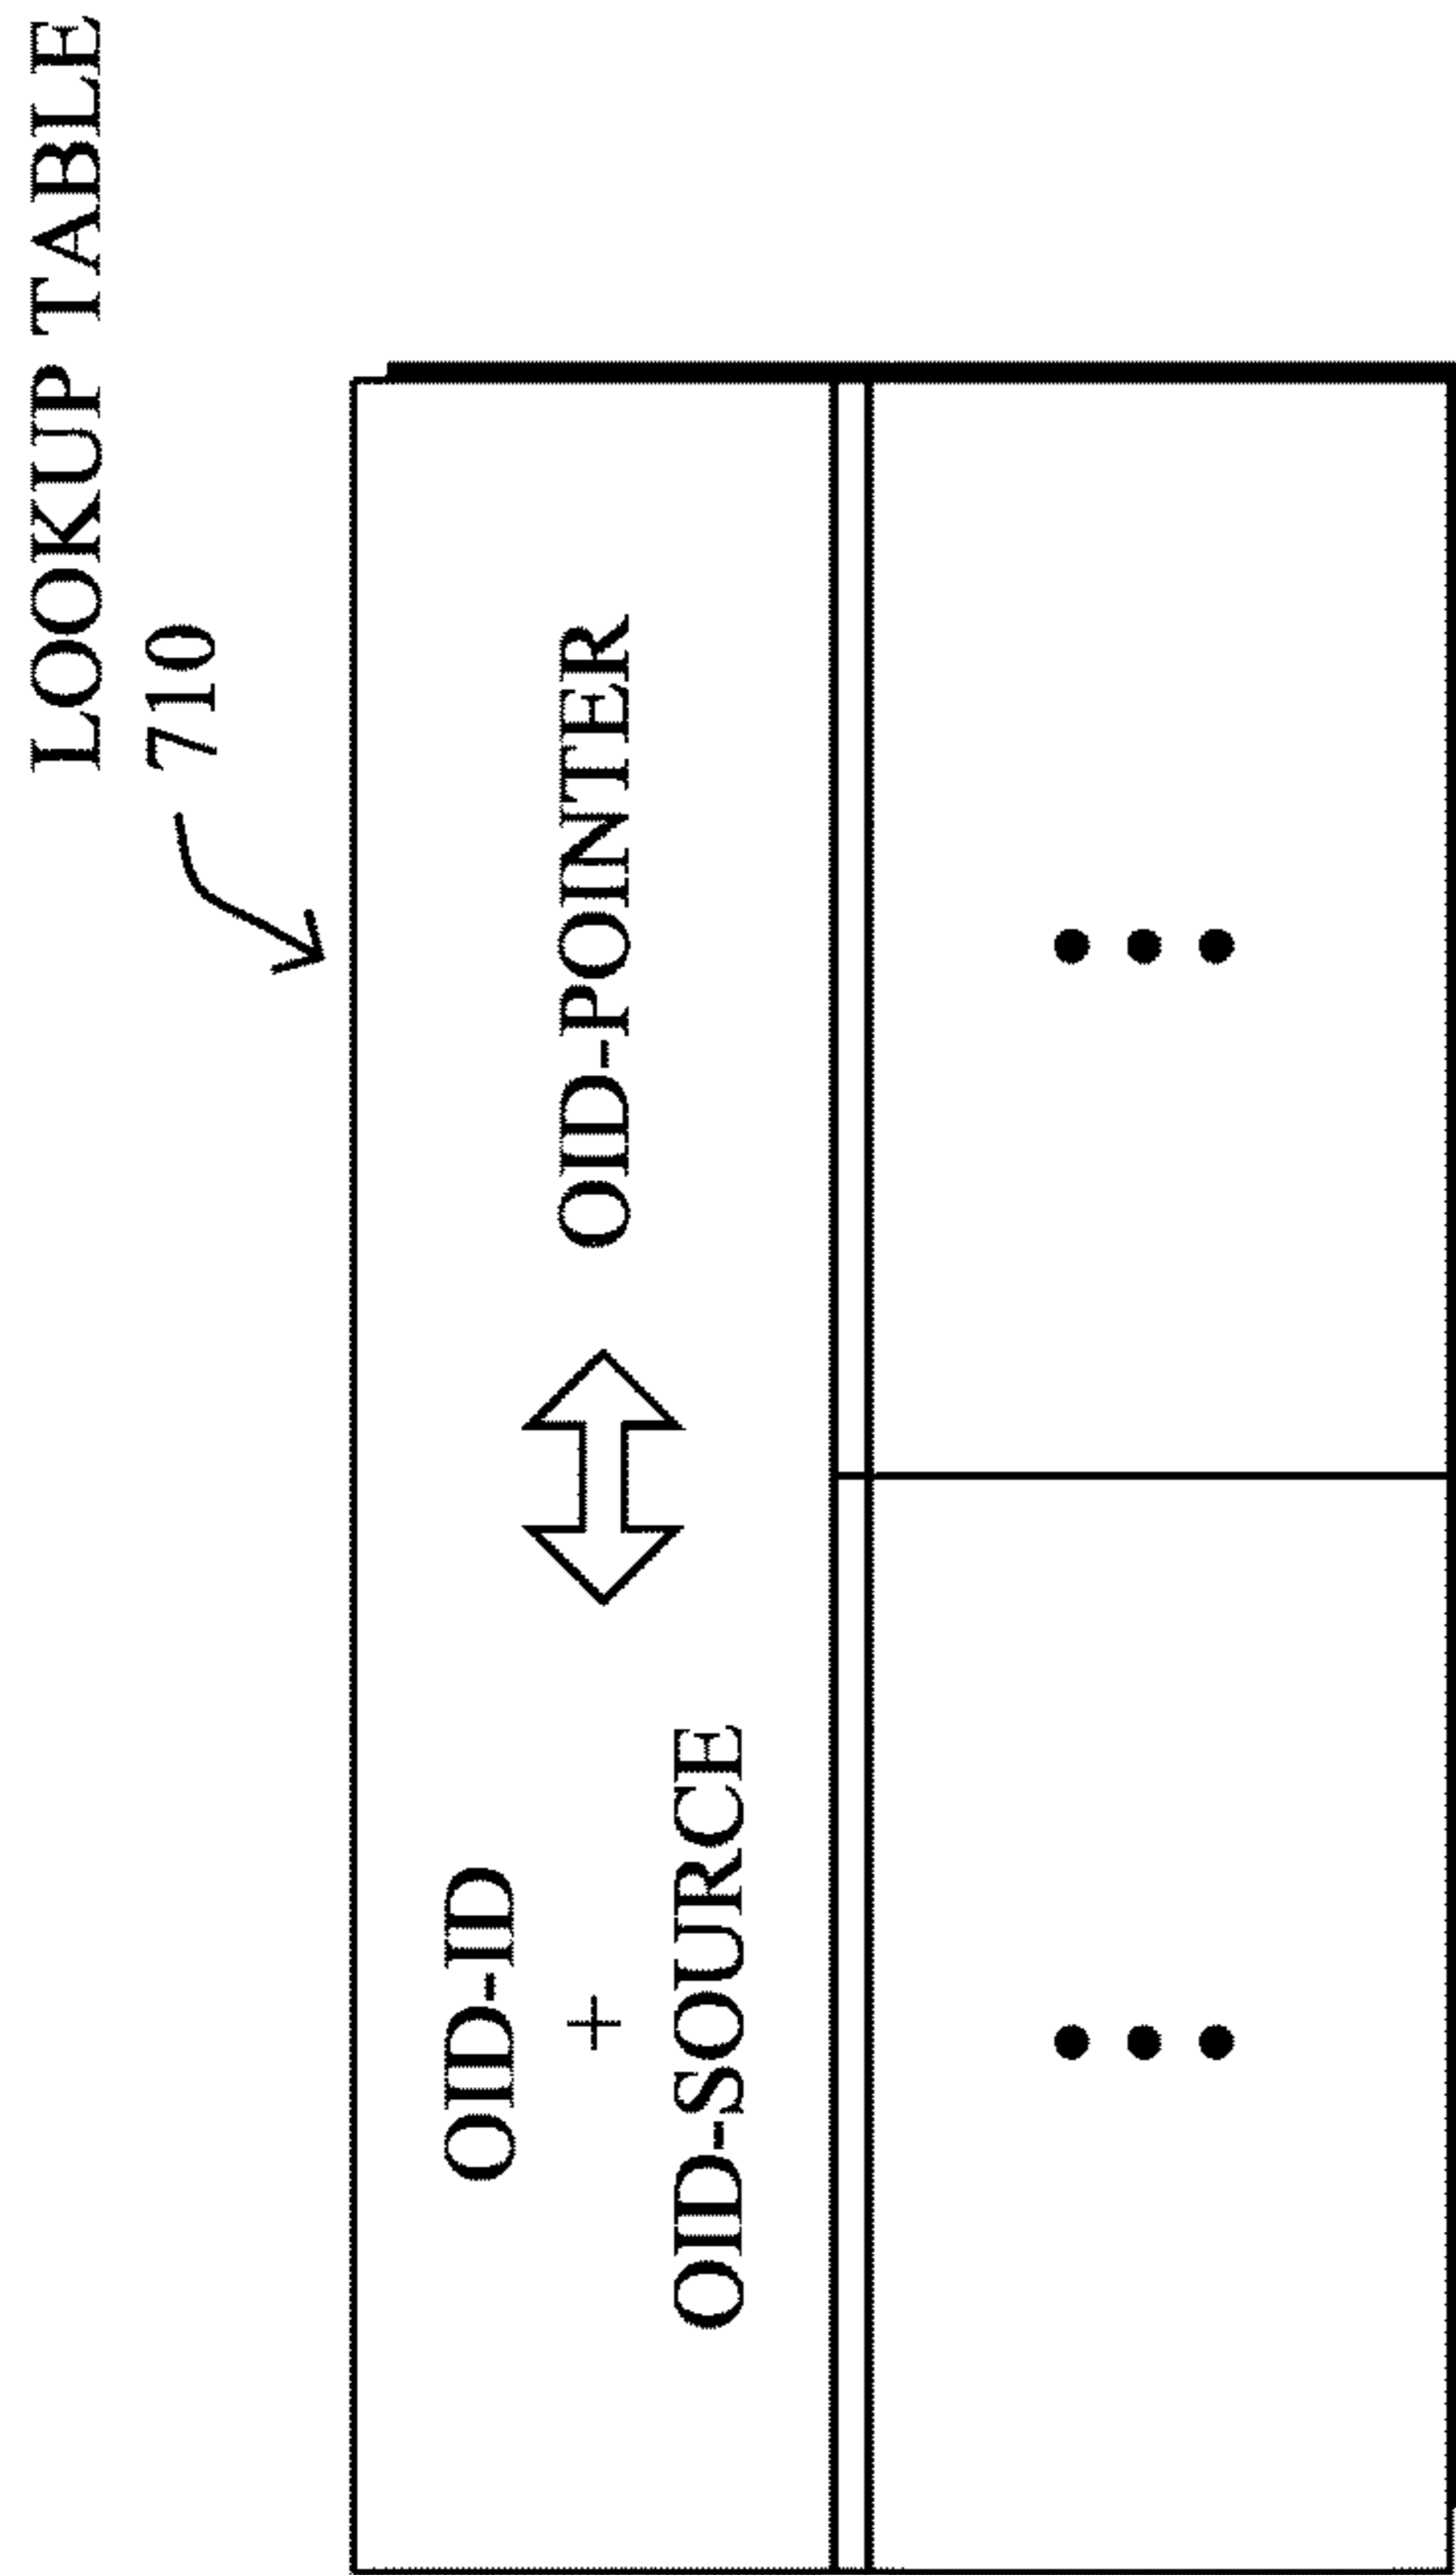 LOOKUP TABLE
710
OID-ID
+
OID-SOURCE
OID-POINTER